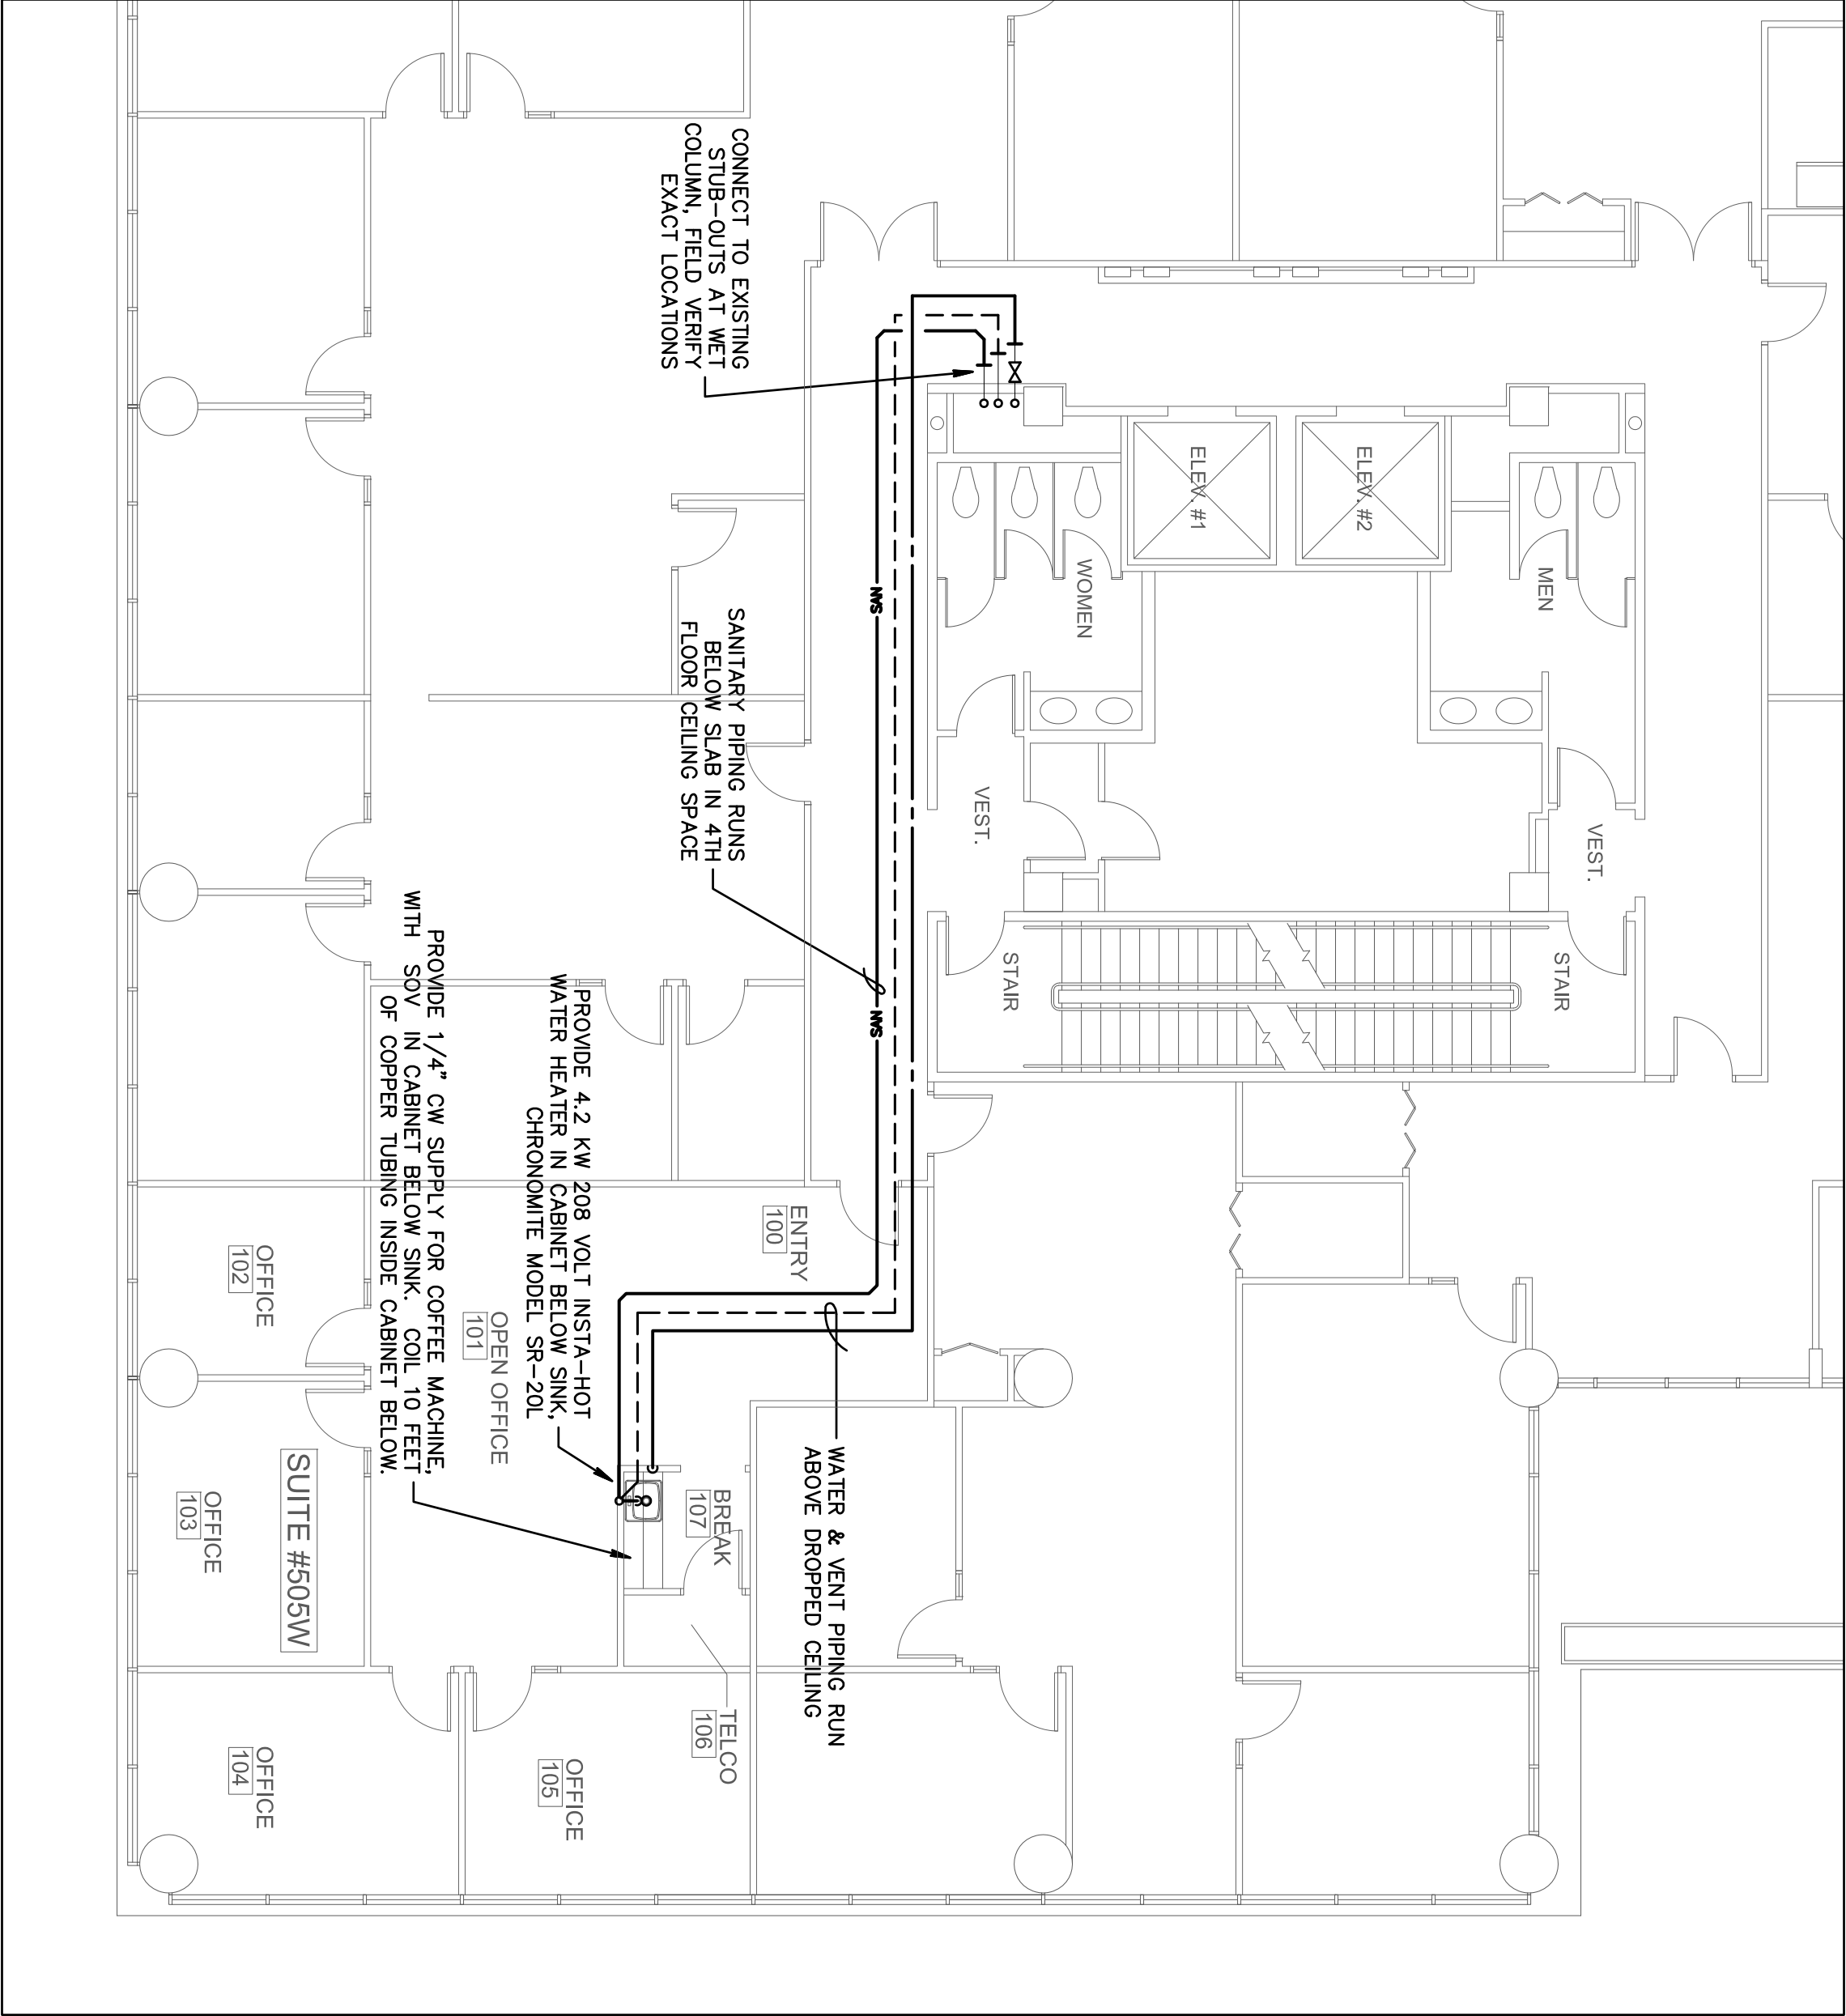 CONNECT TO EXISTING
STUB-OUTS AT WET
COLUMN, FIELD VERIFY
EXACT LOCATIONS
ELEV. #2
ELEV. #1
MEN
WOMEN
SAN
SANITARY PIPING RUNS
BELOW SLAB IN 4TH
FLOOR CEILING SPACE
VEST.
VEST.
STAIR
STAIR
SAN
PROVIDE 4.2 KW 208 VOLT INSTA-HOT
WATER HEATER IN CABINET BELOW SINK,
CHRONOMITE MODEL SR-20L
PROVIDE 1/4" CW SUPPLY FOR COFFEE MACHINE,
WITH SOV IN CABINET BELOW SINK. COIL 10 FEET
OF COPPER TUBING INSIDE CABINET BELOW.
ENTRY
100
OPEN OFFICE
101
OFFICE
102
WATER & VENT PIPING RUN
ABOVE DROPPED CEILING
BREAK
107
OFFICE
103
SUITE #505W
TELCO
106
OFFICE
105
OFFICE
104